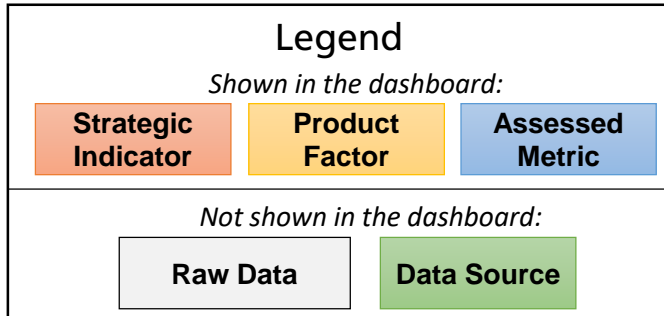 Legend
Shown in the dashboard:
Strategic Product Assessed
Indicator Factor Metric
Not shown in the dashboard:
Raw Data Data Source